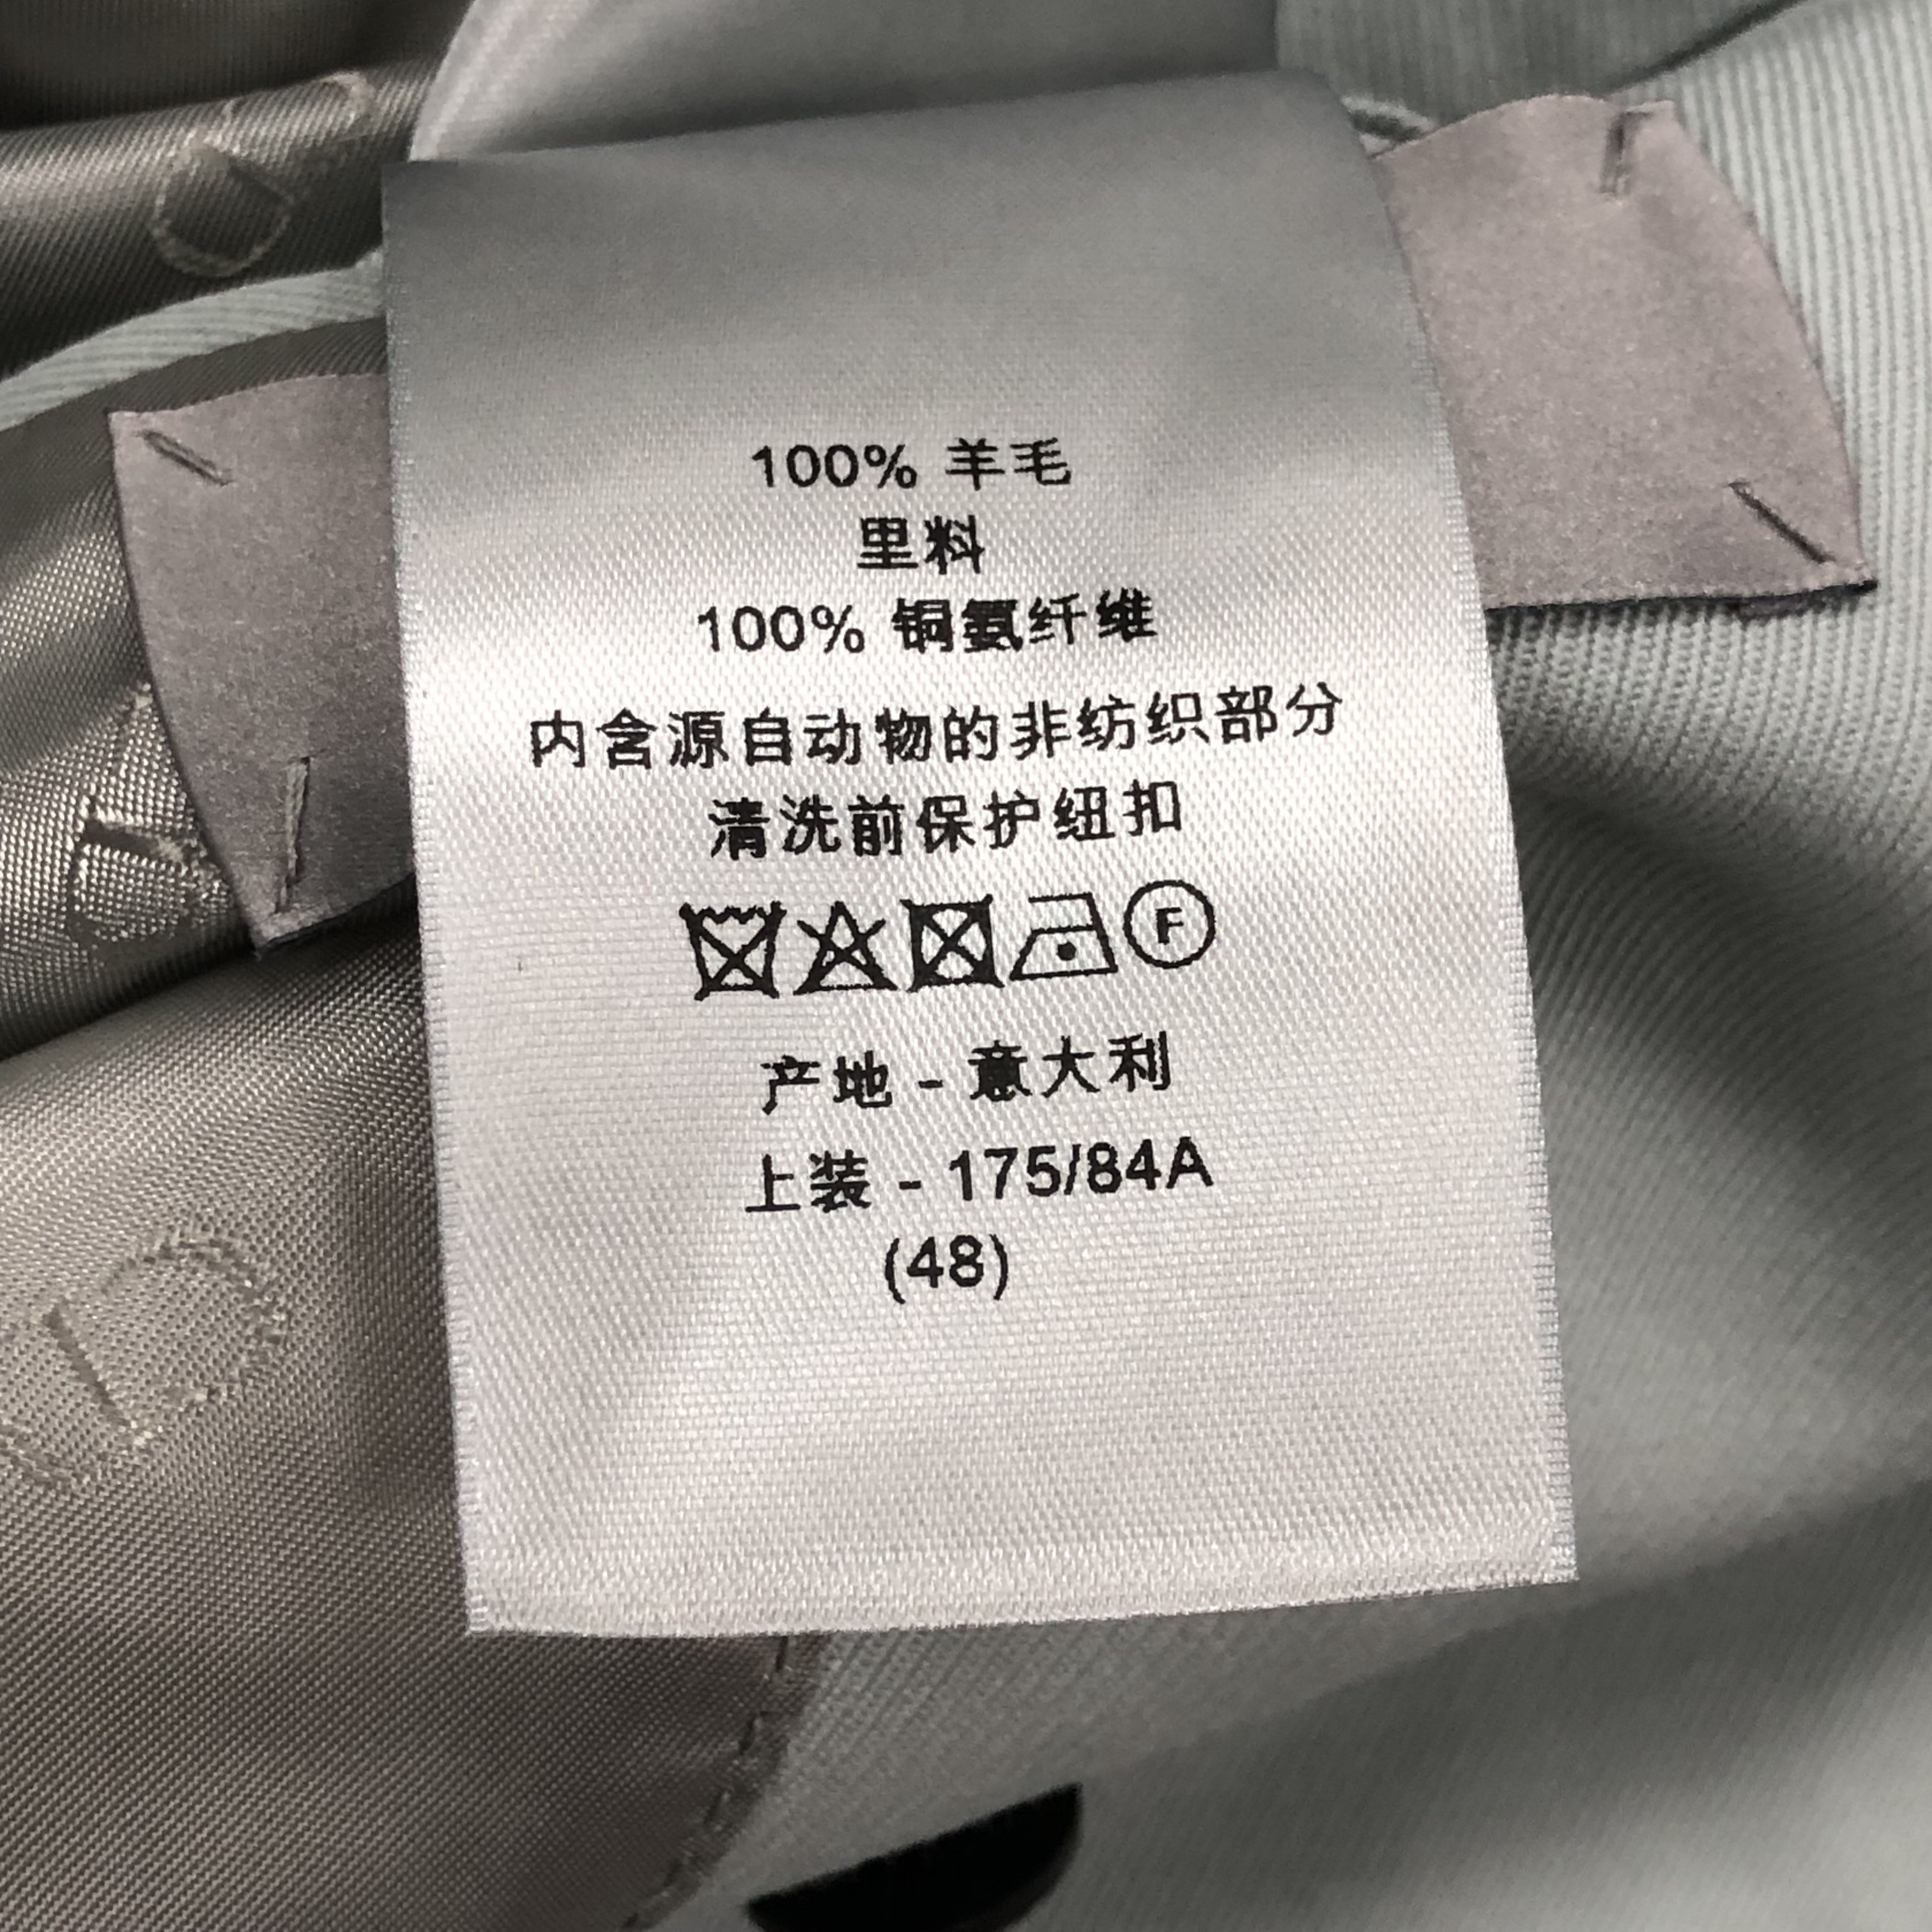 100% 羊毛
里料
100% 铜氨纤维
内含源自动物的非纺织部分
清洗前保护纽扣
F
产地 - 意大利
上装 - 175/84A
(48)